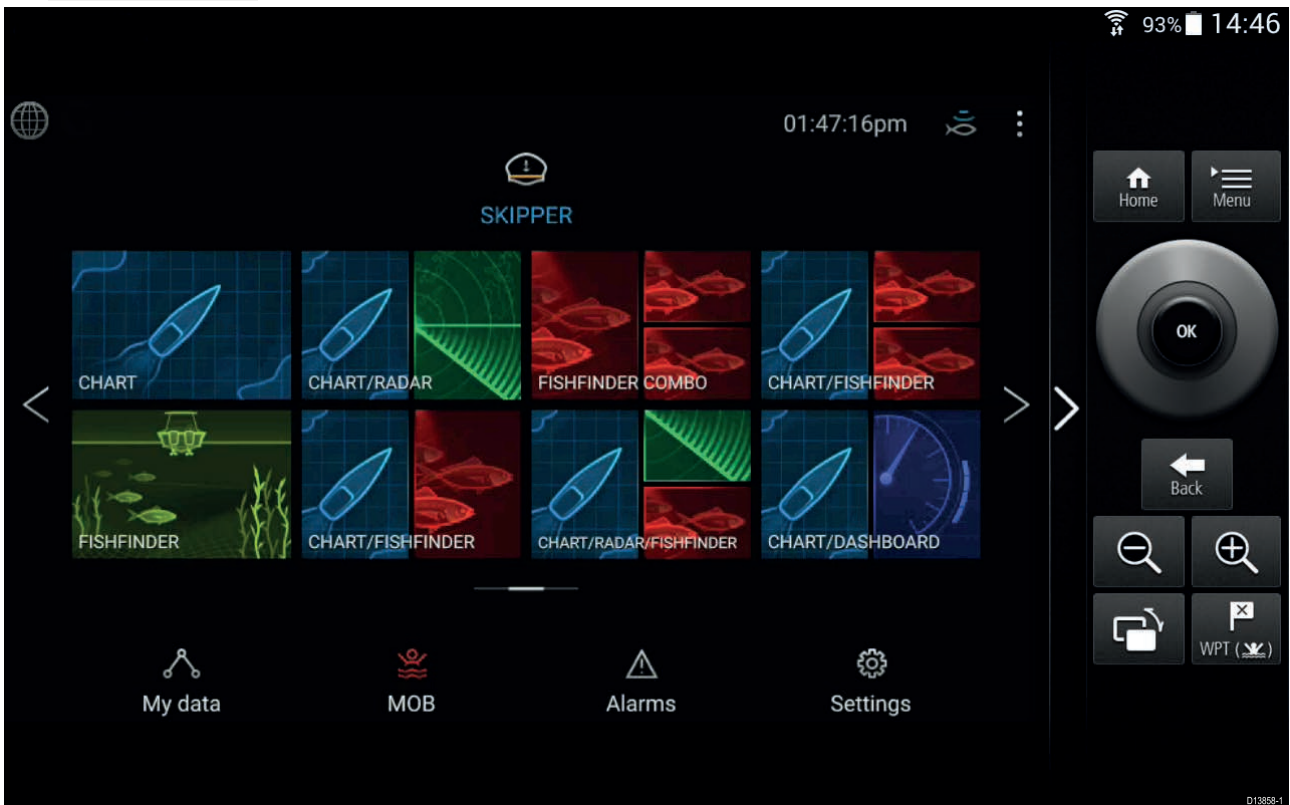 93% 14:46
01:47:16pm
SKIPPER
CHART
CHART/RADAR
FISHFINDER COMBO
CHART/FISHFINDER
FISHFINDER
CHART/FISHFINDER
CHART/RADAR/FISHFINDER
CHART/DASHBOARD
My data
MOB
Alarms
Settings
Home
Menu
OK
Back
WPT ( )
D13858-1